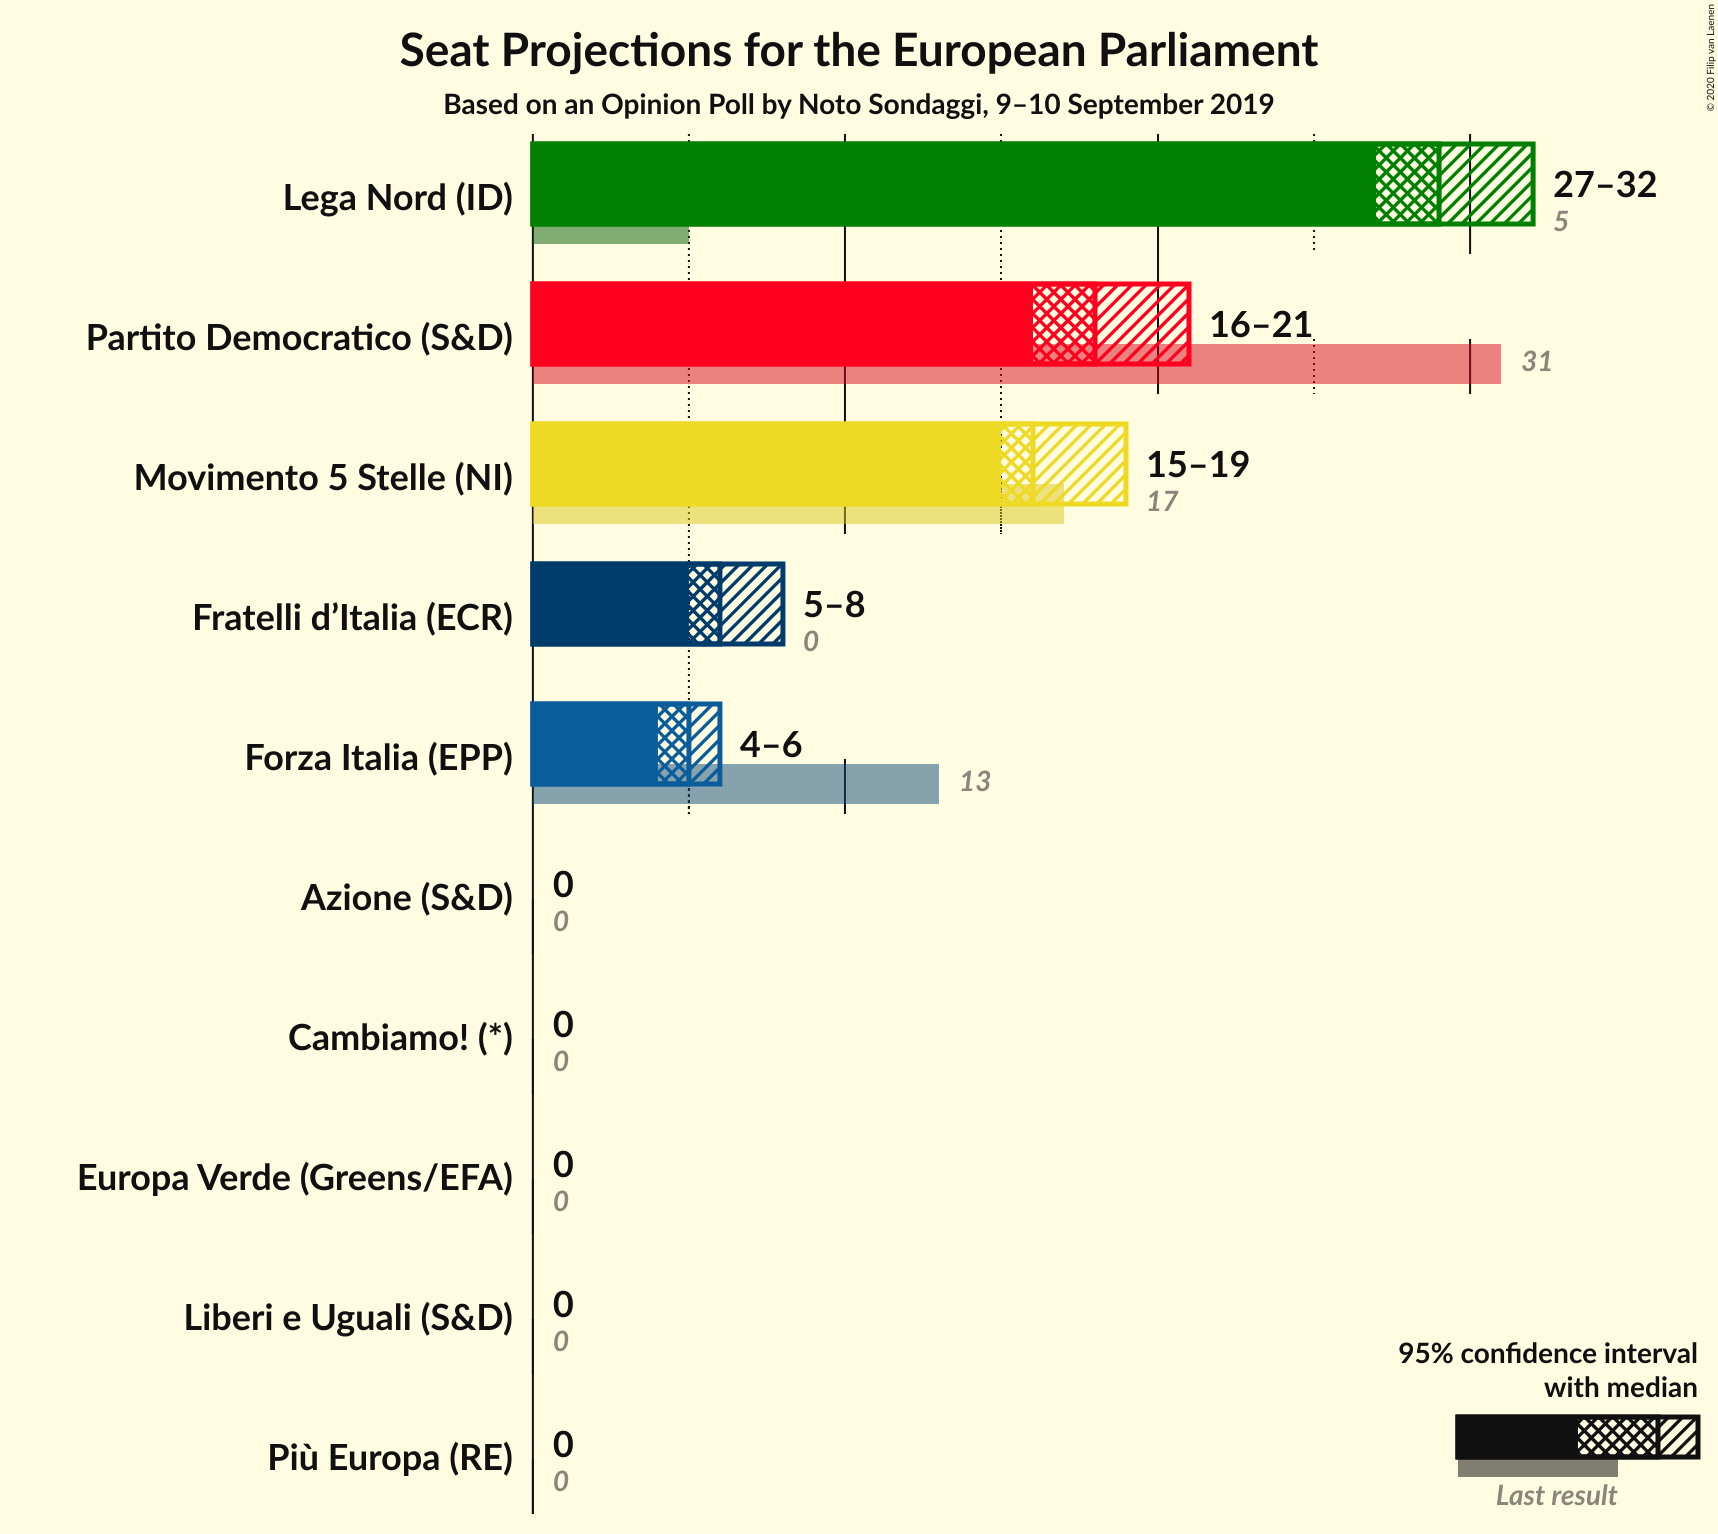 Seat Projections for the European Parliament
Based on an Opinion Poll by Noto Sondaggi, 9–10 September 2019
© 2020 Filip van Laenen
Lega Nord (ID)
27–32
5
Partito Democratico (S&D)
16–21
31
Movimento 5 Stelle (NI)
15–19
17
Fratelli d’Italia (ECR)
5–8
0
Forza Italia (EPP)
4–6
13
Azione (S&D)
0
0
Cambiamo! (*)
0
0
Europa Verde (Greens/EFA)
0
0
Liberi e Uguali (S&D)
0
0
Più Europa (RE)
0
0
95% confidence interval
with median
Last result